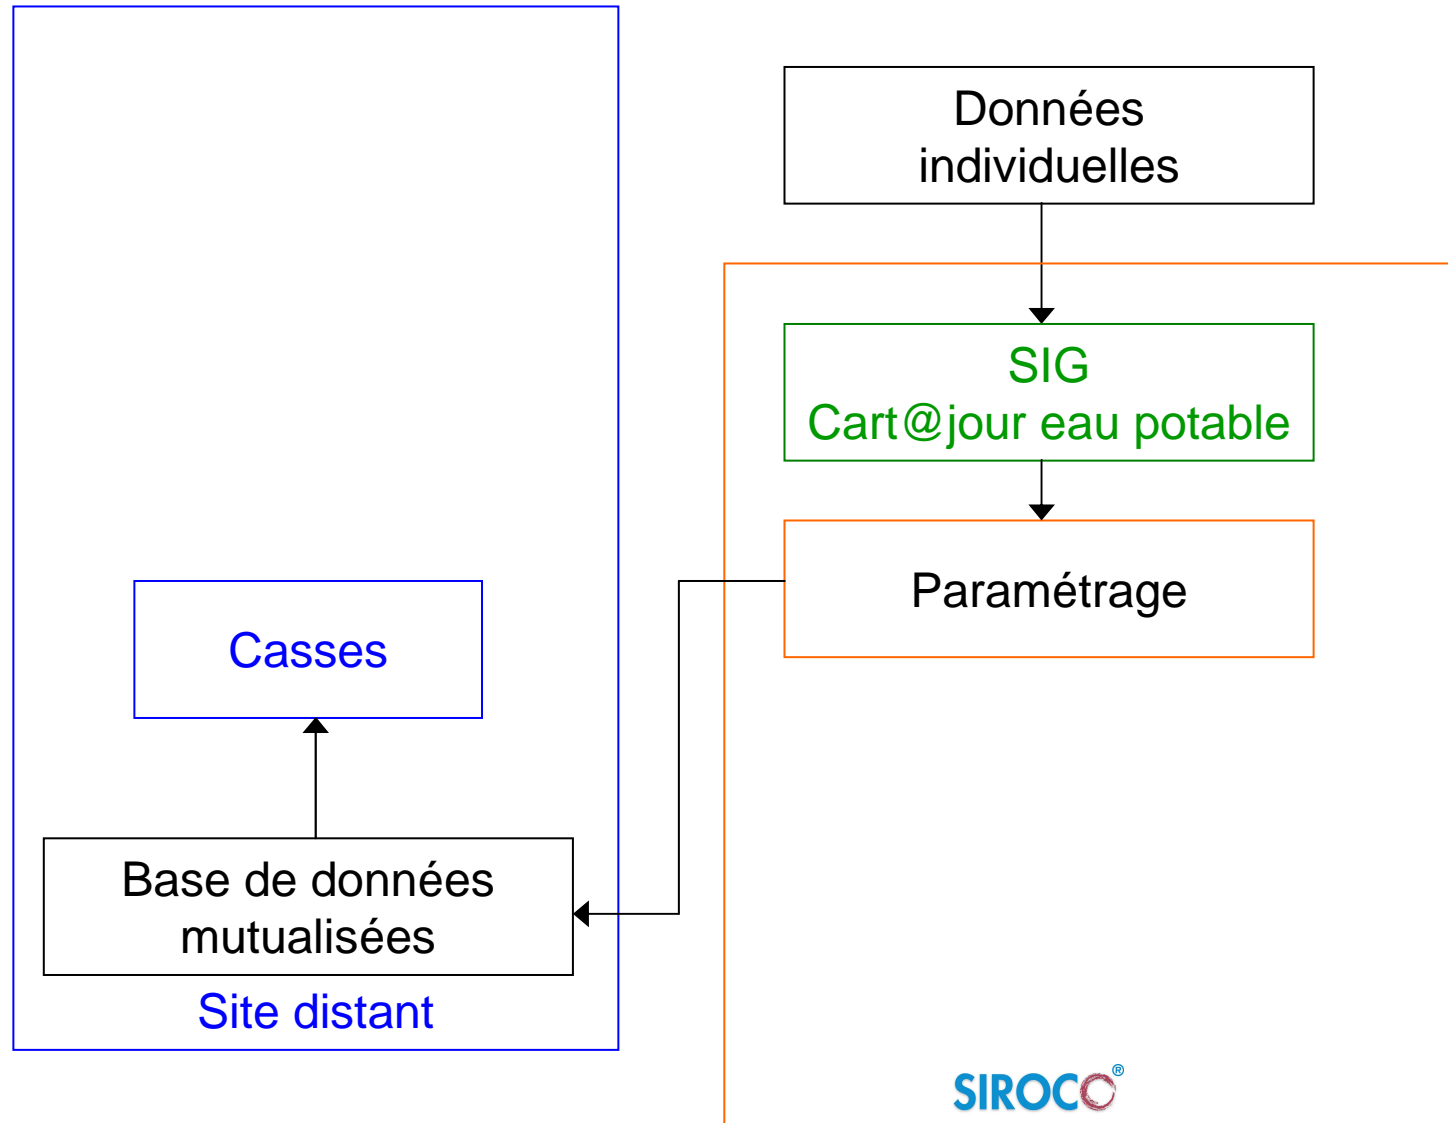 Données
individuelles
SIG
Cart@jour eau potable
Paramétrage
Casses
Base de données
mutualisées
Site distant
SIROCO®